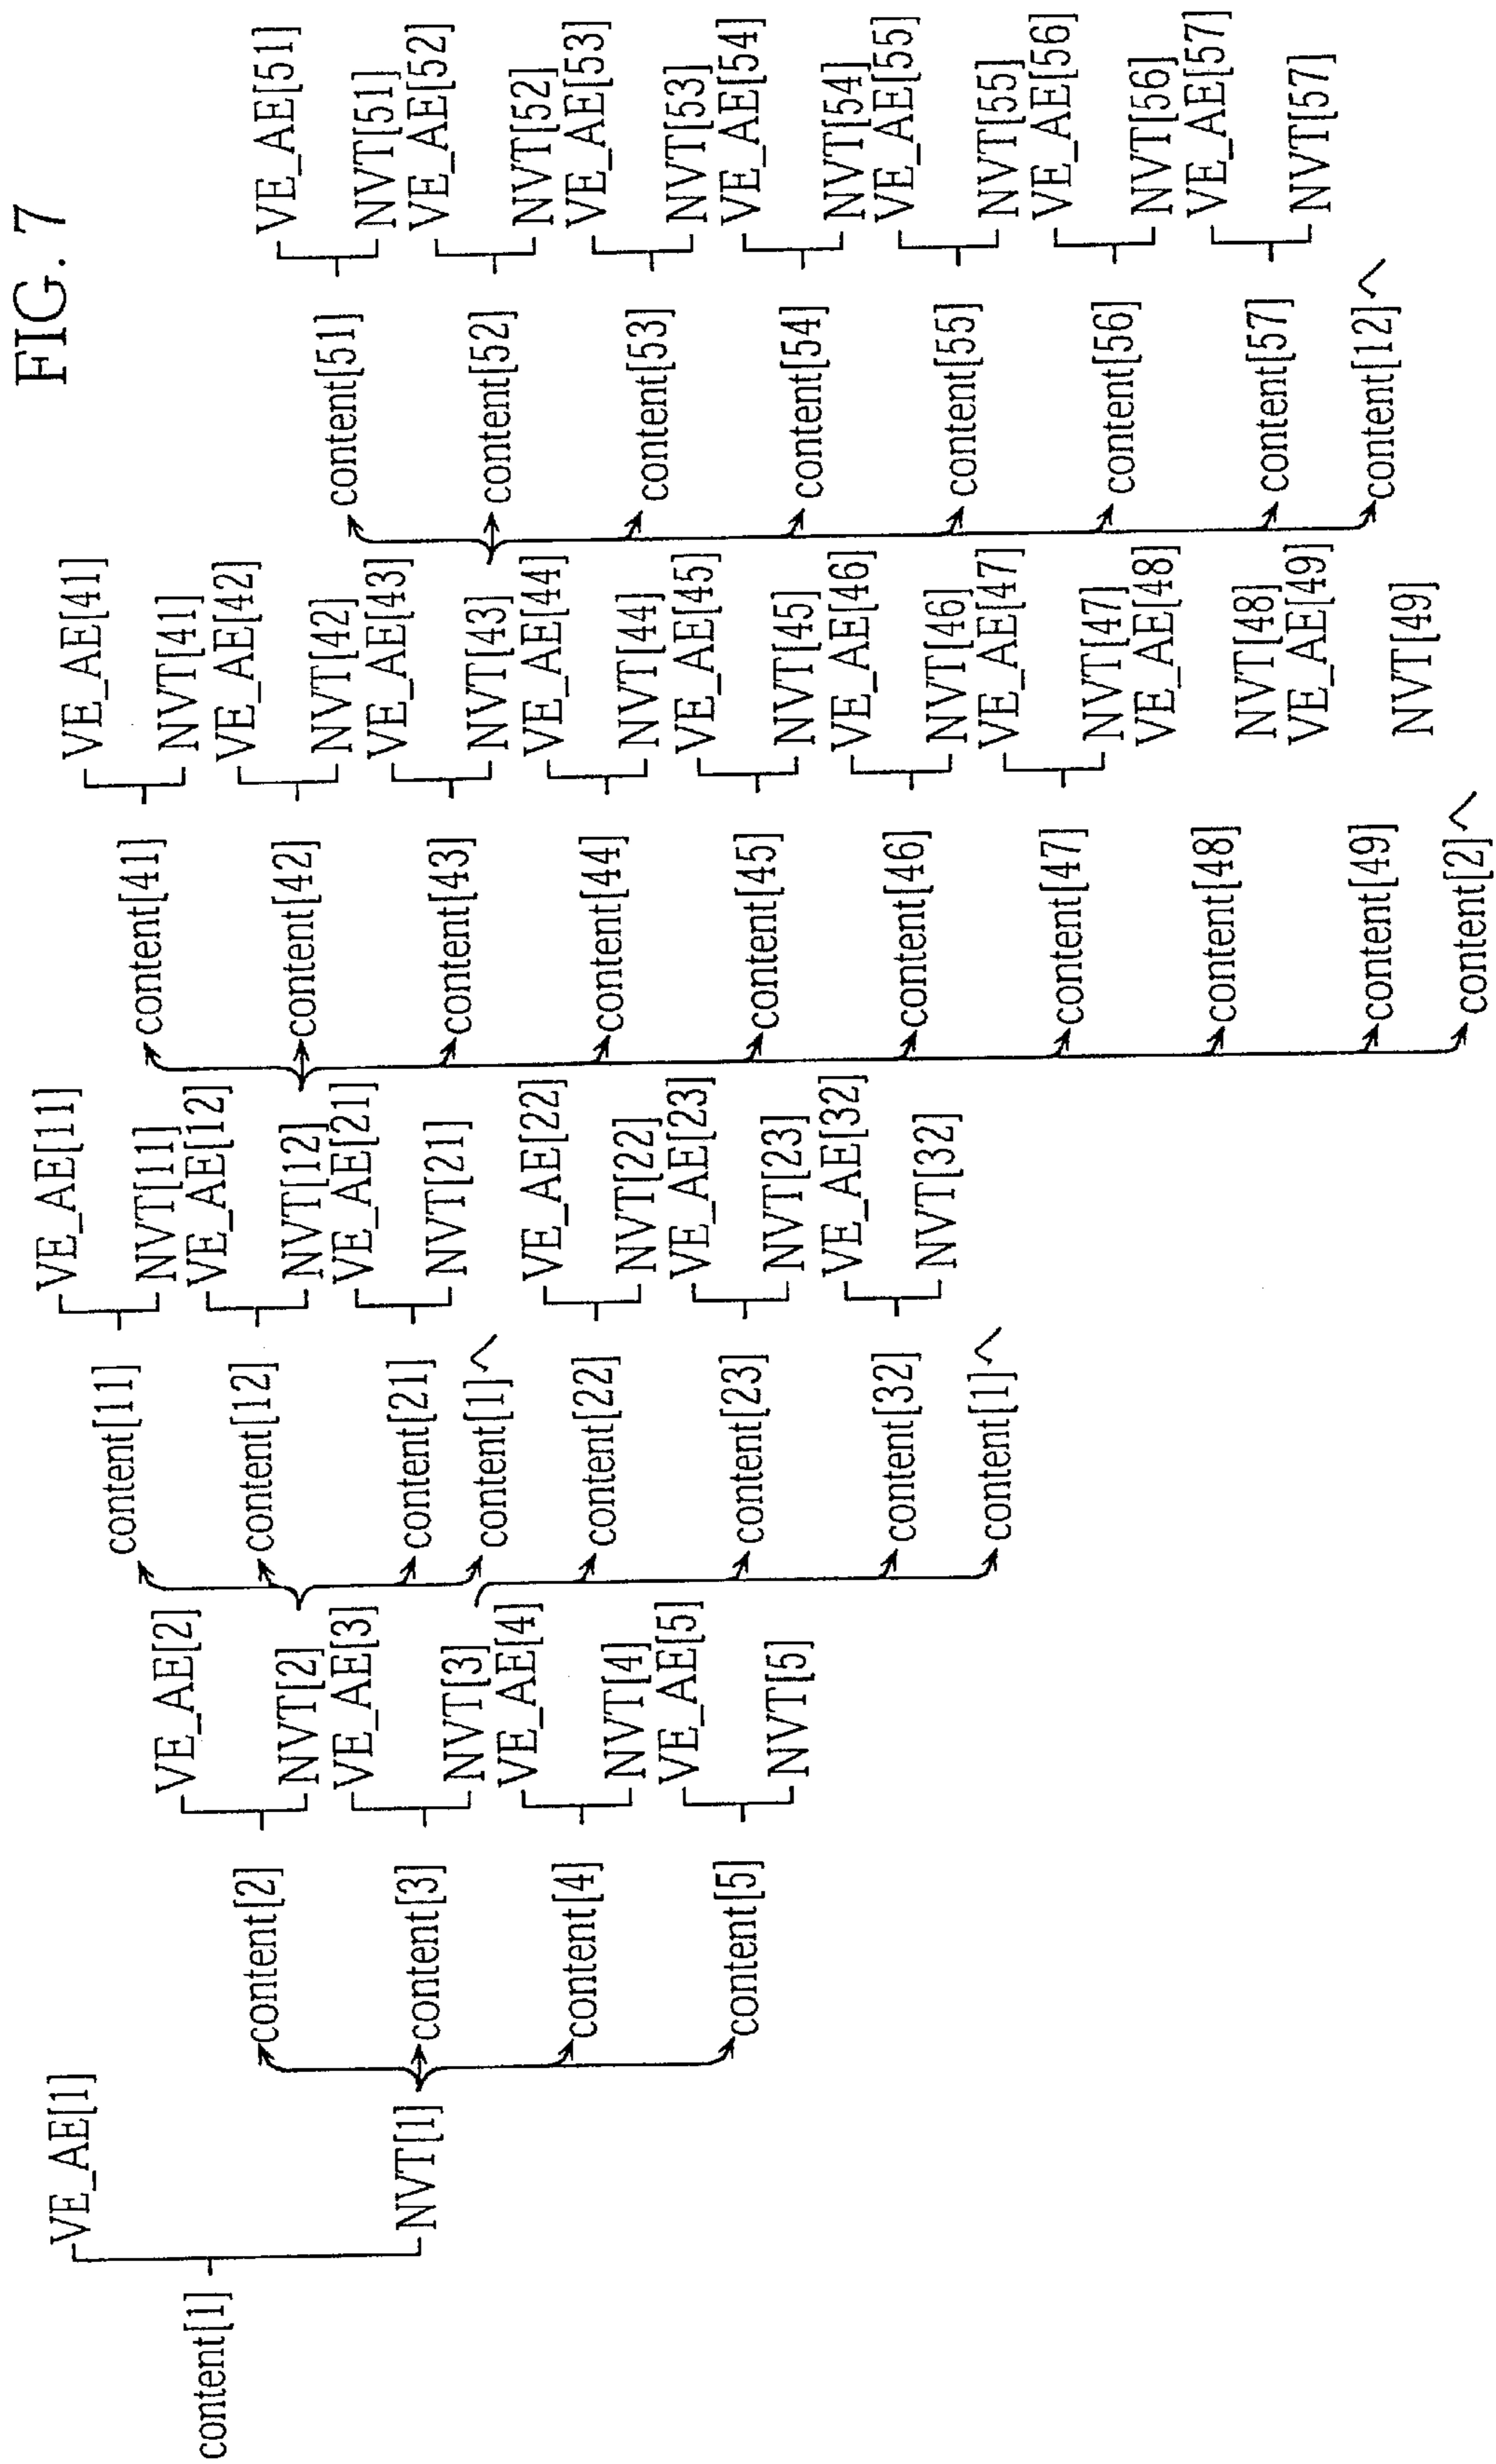 FIG. 7
content[1]
VE_AE[1]
NVT[1]
content[2]
content[3]
content[4]
content[5]
VE_AE[2]
NVT[2]
VE_AE[3]
NVT[3]
VE_AE[4]
NVT[4]
VE_AE[5]
NVT[5]
content[11]
content[12]
content[21]
content[1]へ
content[22]
content[23]
content[32]
content[1]へ
VE_AE[11]
NVT[11]
VE_AE[12]
NVT[12]
VE_AE[21]
NVT[21]
VE_AE[22]
NVT[22]
VE_AE[23]
NVT[23]
VE_AE[32]
NVT[32]
content[41]
content[42]
content[43]
content[44]
content[45]
content[46]
content[47]
content[48]
content[49]
content[2]へ
VE_AE[41]
NVT[41]
VE_AE[42]
NVT[42]
VE_AE[43]
NVT[43]
VE_AE[44]
NVT[44]
VE_AE[45]
NVT[45]
VE_AE[46]
NVT[46]
VE_AE[47]
NVT[47]
VE_AE[48]
NVT[48]
VE_AE[49]
NVT[49]
content[51]
content[52]
content[53]
content[54]
content[55]
content[56]
content[57]
content[12]へ
VE_AE[51]
NVT[51]
VE_AE[52]
NVT[52]
VE_AE[53]
NVT[53]
VE_AE[54]
NVT[54]
VE_AE[55]
NVT[55]
VE_AE[56]
NVT[56]
VE_AE[57]
NVT[57]